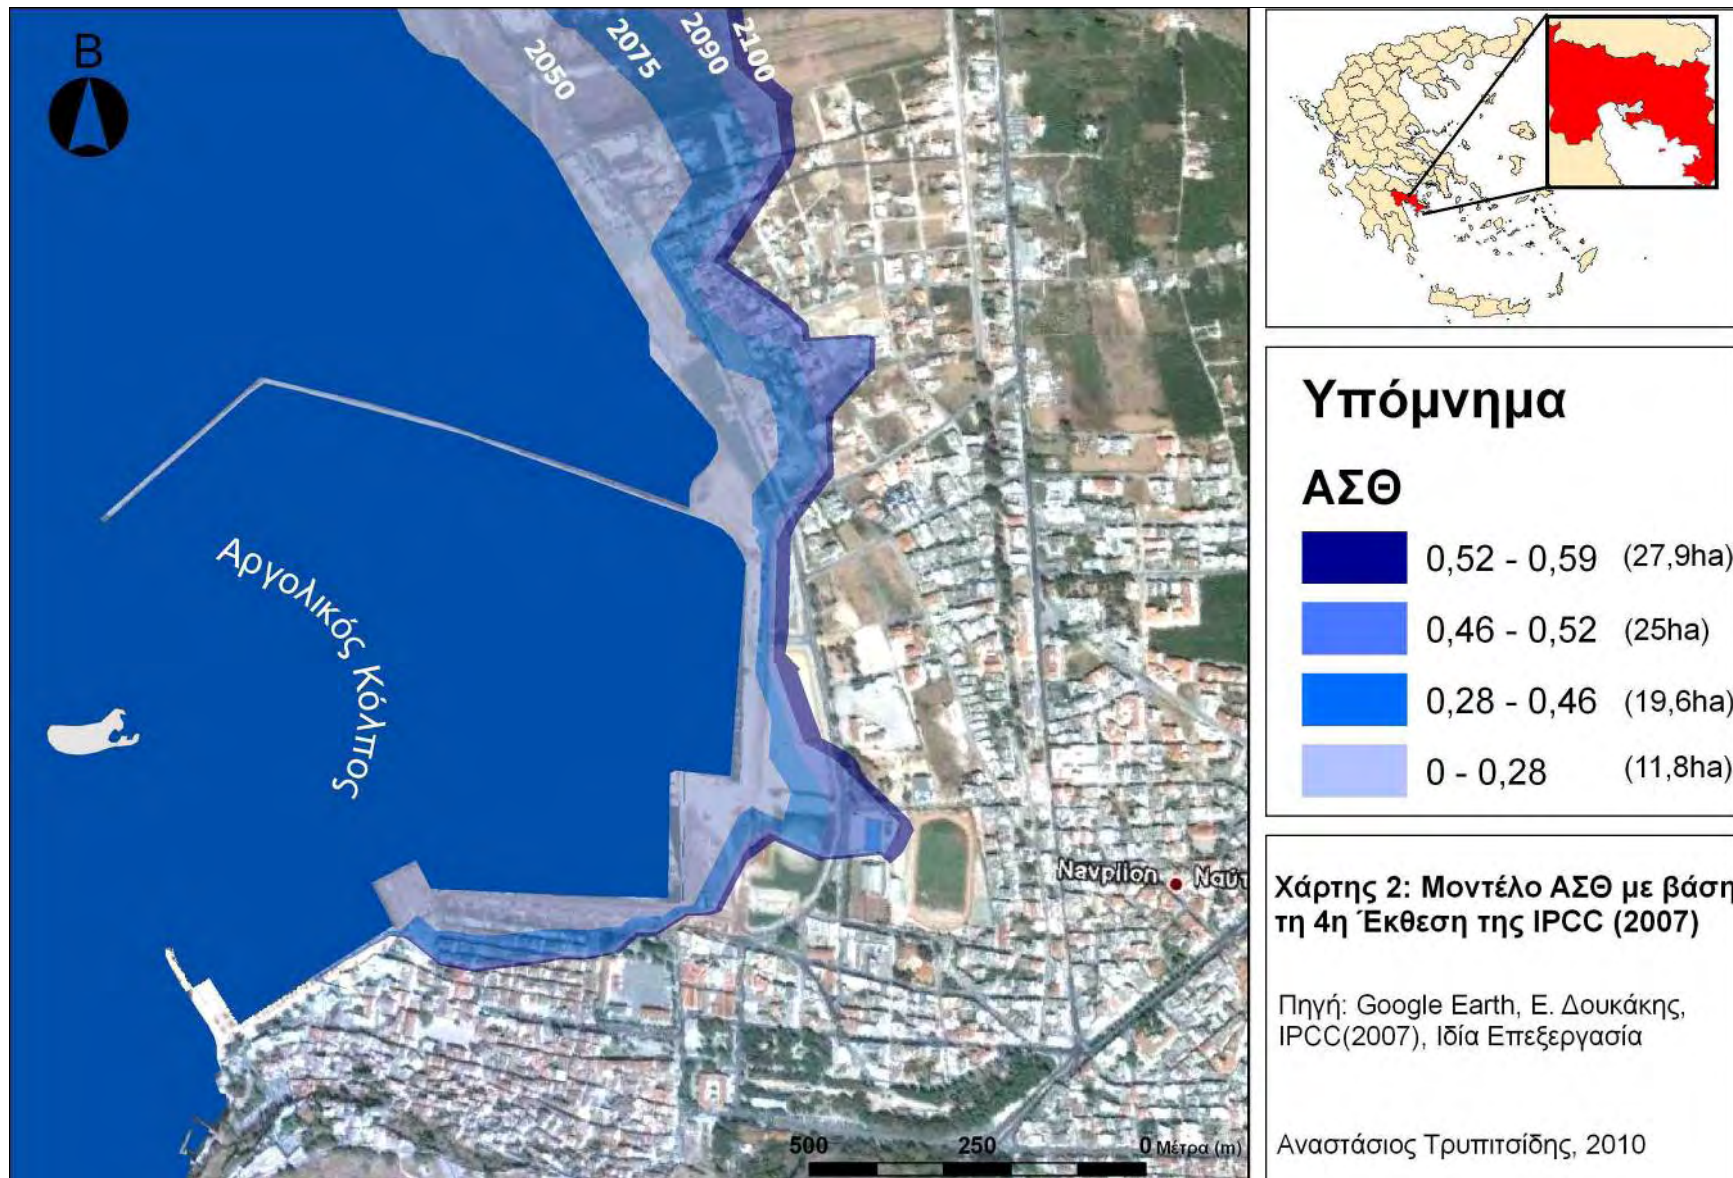 Β
2050
2075
2090
2100
Αργολικός Κόλπος
Navplion
Ναύπ
500 250 0 Μέτρα (m)
Υπόμνημα
ΑΣΘ
0,52 - 0,59 (27,9ha)
0,46 - 0,52 (25ha)
0,28 - 0,46 (19,6ha)
0 - 0,28 (11,8ha)
Χάρτης 2: Μοντέλο ΑΣΘ με βάση
τη 4η Έκθεση της IPCC (2007)
Πηγή: Google Earth, Ε. Δουκάκης,
IPCC(2007), Ιδία Επεξεργασία
Αναστάσιος Τρυπιτσίδης, 2010